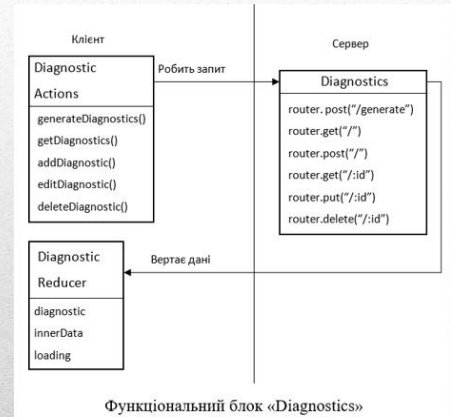 Клієнт
Сервер
Diagnostic
Actions
generateDiagnostics()
getDiagnostics()
addDiagnostic()
editDiagnostic()
deleteDiagnostic()
Робить запит
Diagnostics
router. post("/generate")
router.get("/")
router.post("/")
router.get("/:id")
router.put("/:id")
router.delete("/:id")
Diagnostic
Reducer
diagnostic
innerData
loading
Вертає дані
Функціональний блок «Diagnostics»